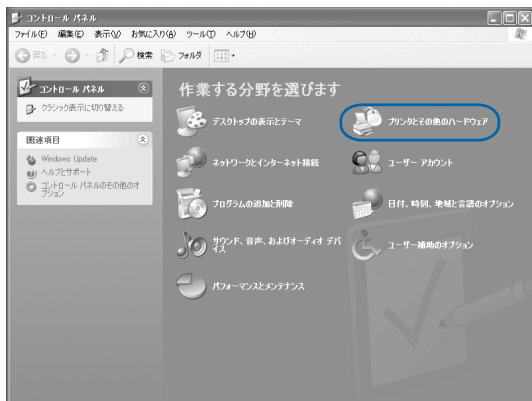 コントロール パネル
ファイル(F) 編集(E) 表示(V) お気に入り(A) ツール(T) ヘルプ(H)
戻る 検索 フォルダ
コントロール パネル
クラシック表示に切り替える
関連項目
Windows Update
ヘルプとサポート
コントロール パネルのその他のオ
プション
作業する分野を選びます
デスクトップの表示とテーマ
プリンタとその他のハードウェア
ネットワークとインターネット接続
ユーザー アカウント
プログラムの追加と削除
日付、時刻、地域と言語のオプション
サウンド、音声、およびオーディオ デバ
イス
ユーザー補助のオプション
パフォーマンスとメンテナンス